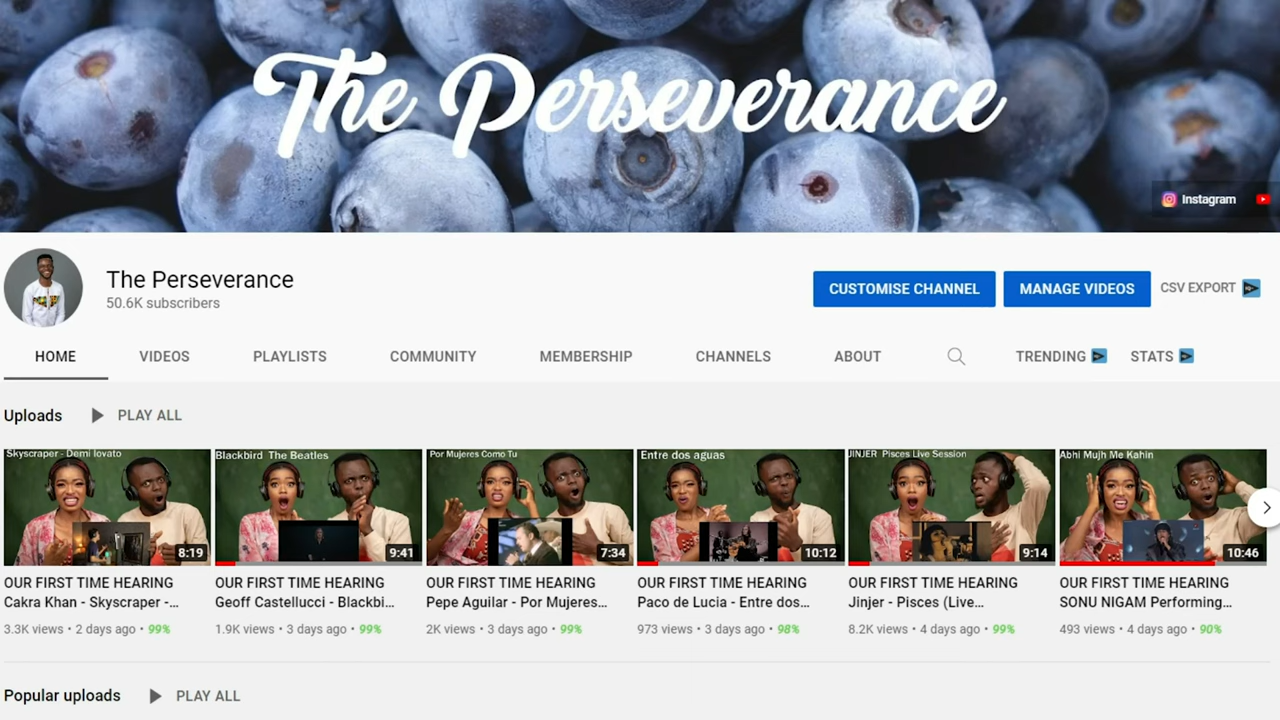 The Perseverance
Instagram
The Perseverance
50.6K subscribers
CUSTOMISE CHANNEL
MANAGE VIDEOS
CSV EXPORT
HOME
VIDEOS
PLAYLISTS
COMMUNITY
MEMBERSHIP
CHANNELS
ABOUT
TRENDING
STATS
Uploads
PLAY ALL
Skyscraper - Demi lovato
8:19
OUR FIRST TIME HEARING
Cakra Khan - Skyscraper -...
3.3K views • 2 days ago • 99%
Blackbird The Beatles
9:41
OUR FIRST TIME HEARING
Geoff Castellucci - Blackbi...
1.9K views • 3 days ago • 99%
Por Mujeres Como Tu
7:34
OUR FIRST TIME HEARING
Pepe Aguilar - Por Mujeres...
2K views • 3 days ago • 99%
Entre dos aguas
10:12
OUR FIRST TIME HEARING
Paco de Lucia - Entre dos...
973 views • 3 days ago • 98%
JINJER Pisces Live Session
9:14
OUR FIRST TIME HEARING
Jinjer - Pisces (Live...
8.2K views • 4 days ago • 99%
Abhi Mujh Me Kahin
10:46
OUR FIRST TIME HEARING
SONU NIGAM Performing...
493 views • 4 days ago • 90%
Popular uploads
PLAY ALL